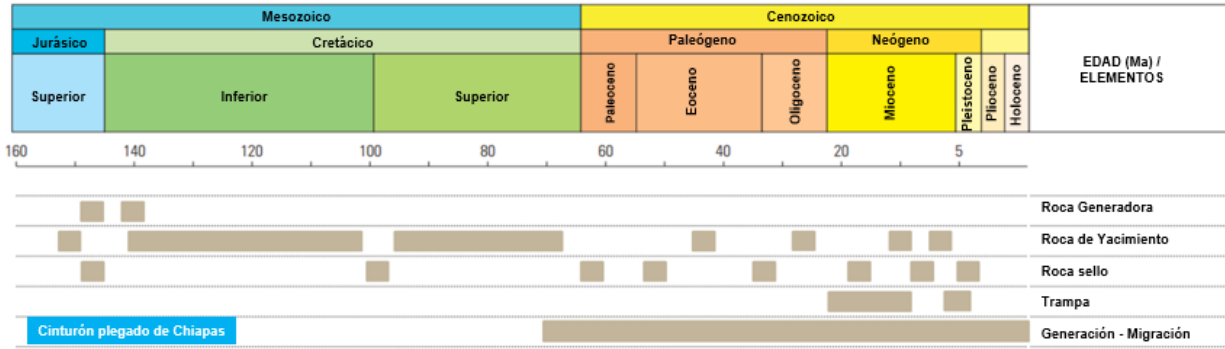 Mesozoico Cenozoico
Jurásico Cretácico Paleógeno Neógeno
EDAD (Ma) /
ELEMENTOS
Superior Inferior Superior Paleoceno Eoceno Oligoceno Mioceno Pleistoceno Plioceno Holoceno
160 140 120 100 80 60 40 20 5
Roca Generadora
Roca de Yacimiento
Roca sello
Trampa
Cinturón plegado de Chiapas Generación - Migración